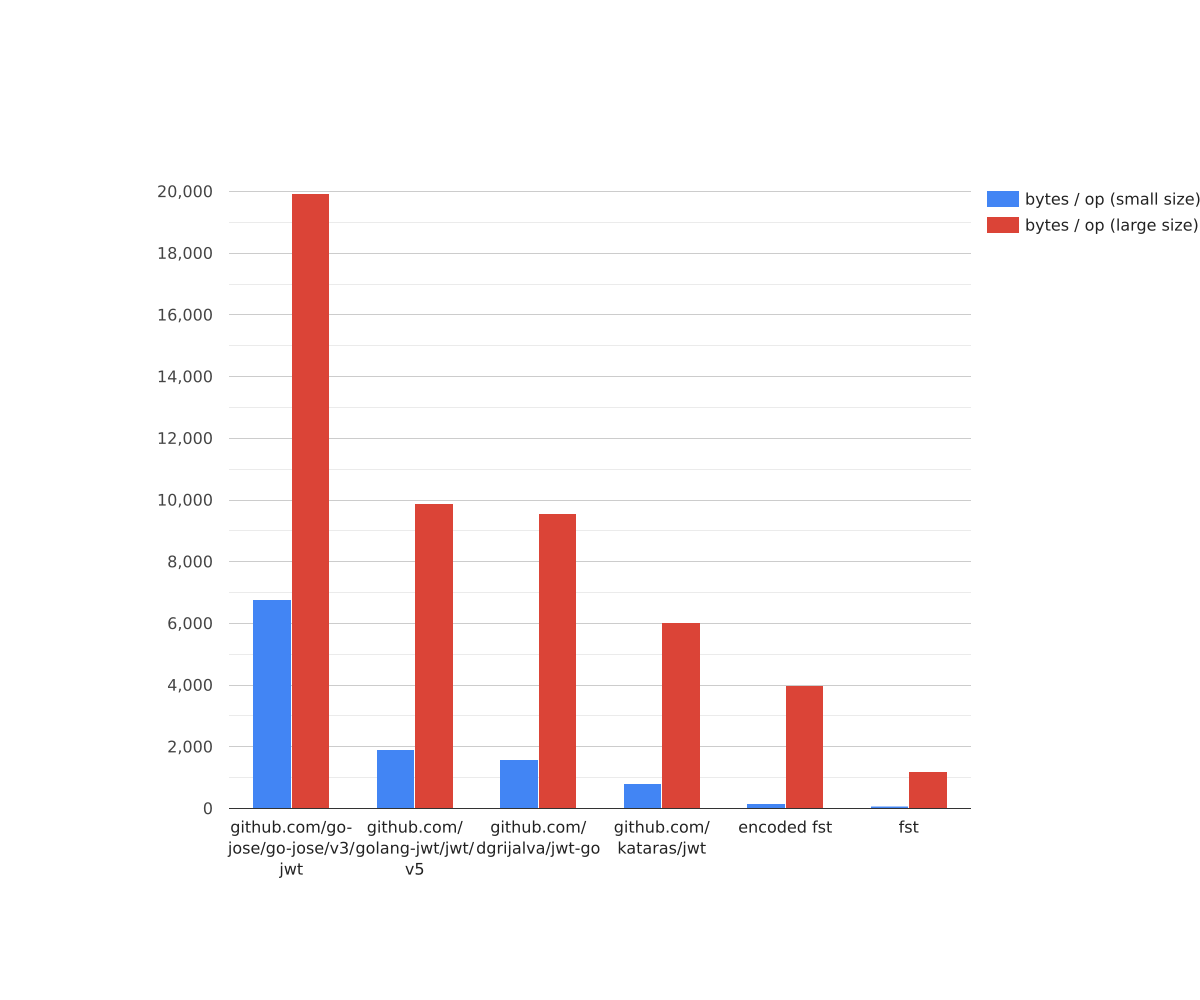 20,000
18,000
16,000
14,000
12,000
10,000
8,000
6,000
4,000
2,000
0
bytes / op (small size)
bytes / op (large size)
github.com/go-
jose/go-jose/v3/
jwt
github.com/
golang-jwt/jwt/
v5
github.com/
dgrijalva/jwt-go
github.com/
kataras/jwt
encoded fst
fst